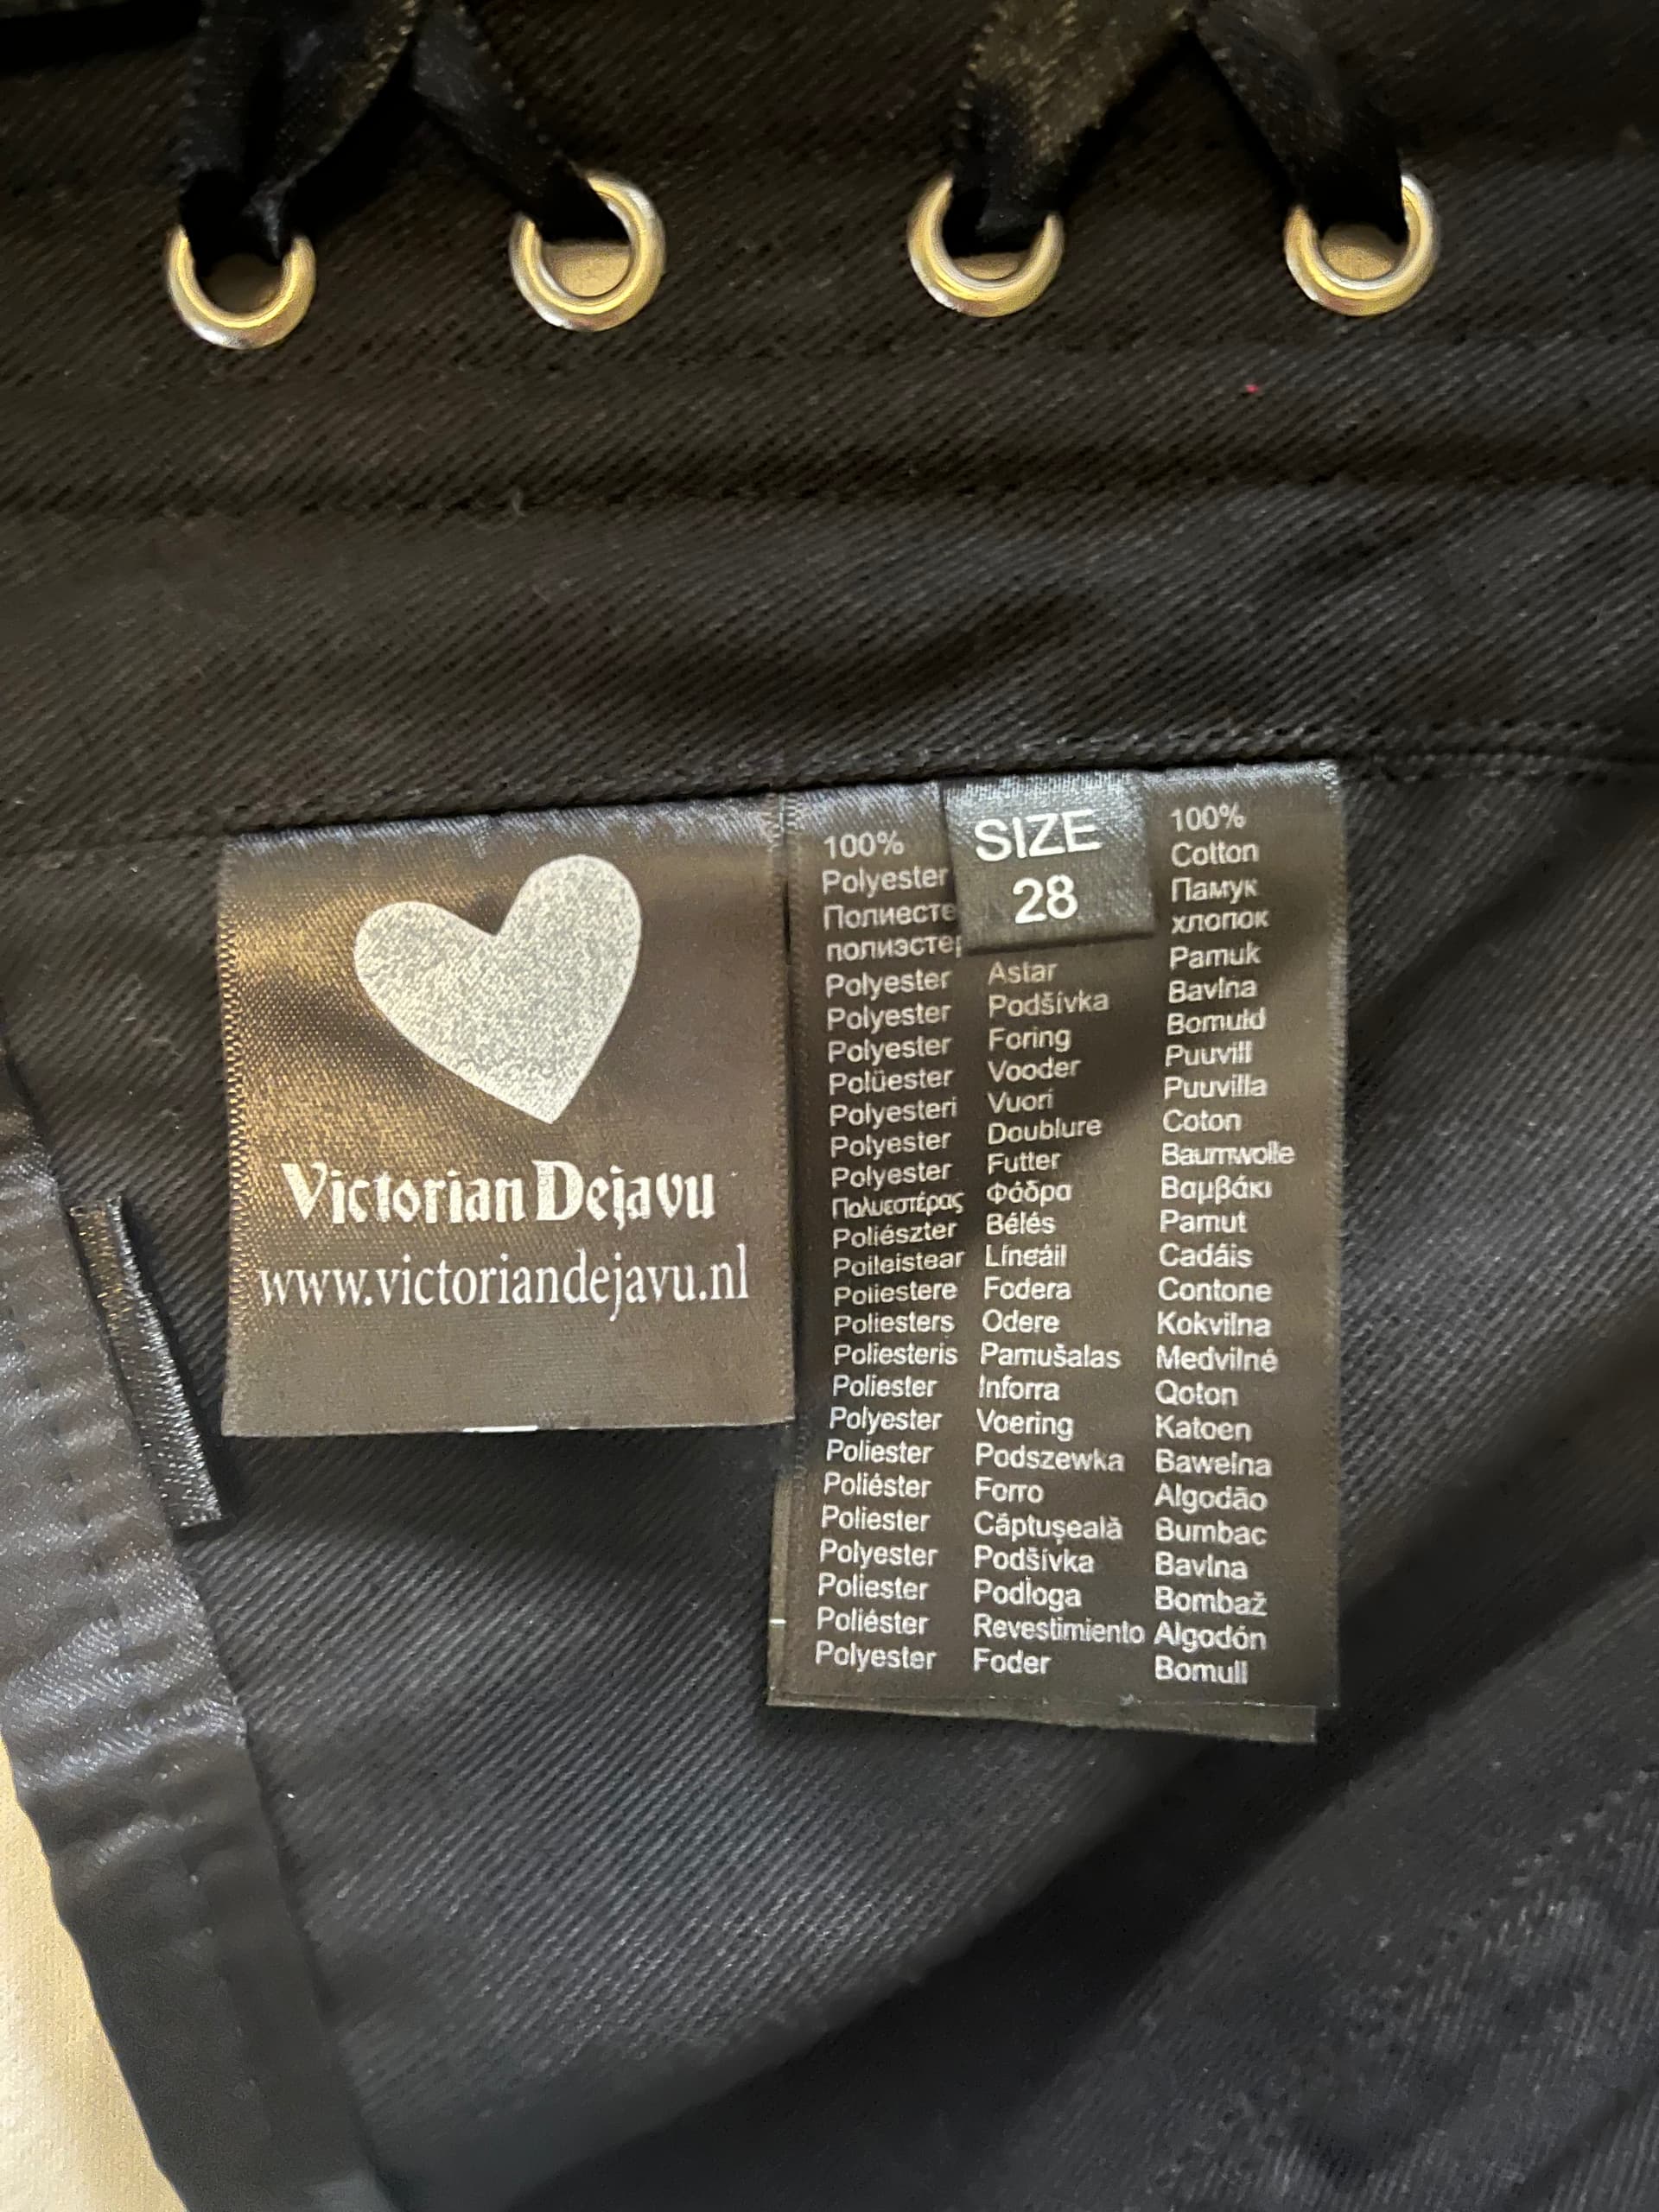 Victorian Dejavu
www.victoriandejavu.nl
SIZE
28
100%
Polyester
Полиесте
полиэсте
Polyester
Polyester
Polyester
Polüester
Polyesteri
Polyester
Polyester
Πολυεστέρας
Poliészter
Poileistear
Poliestere
Poliesters
Poliesteris
Poliester
Polyester
Poliester
Poliéster
Poliester
Polyester
Poliester
Poliéster
Polyester
Astar
Podšívka
Foring
Vooder
Vuori
Doublure
Futter
Φόδρα
Bélés
Líneáil
Fodera
Odere
Pamušalas
Inforra
Voering
Podszewka
Forro
Căptușeală
Podšívka
Podloga
Revestimiento
Foder
100%
Cotton
Памук
хлопок
Pamuk
Bavlna
Bomuld
Puuvill
Puuvilla
Coton
Baumwolle
Βαμβάκι
Pamut
Cadáis
Contone
Kokvilna
Medvilné
Qoton
Katoen
Bawelna
Algodão
Bumbac
Bavlna
Bombaž
Algodón
Bomull